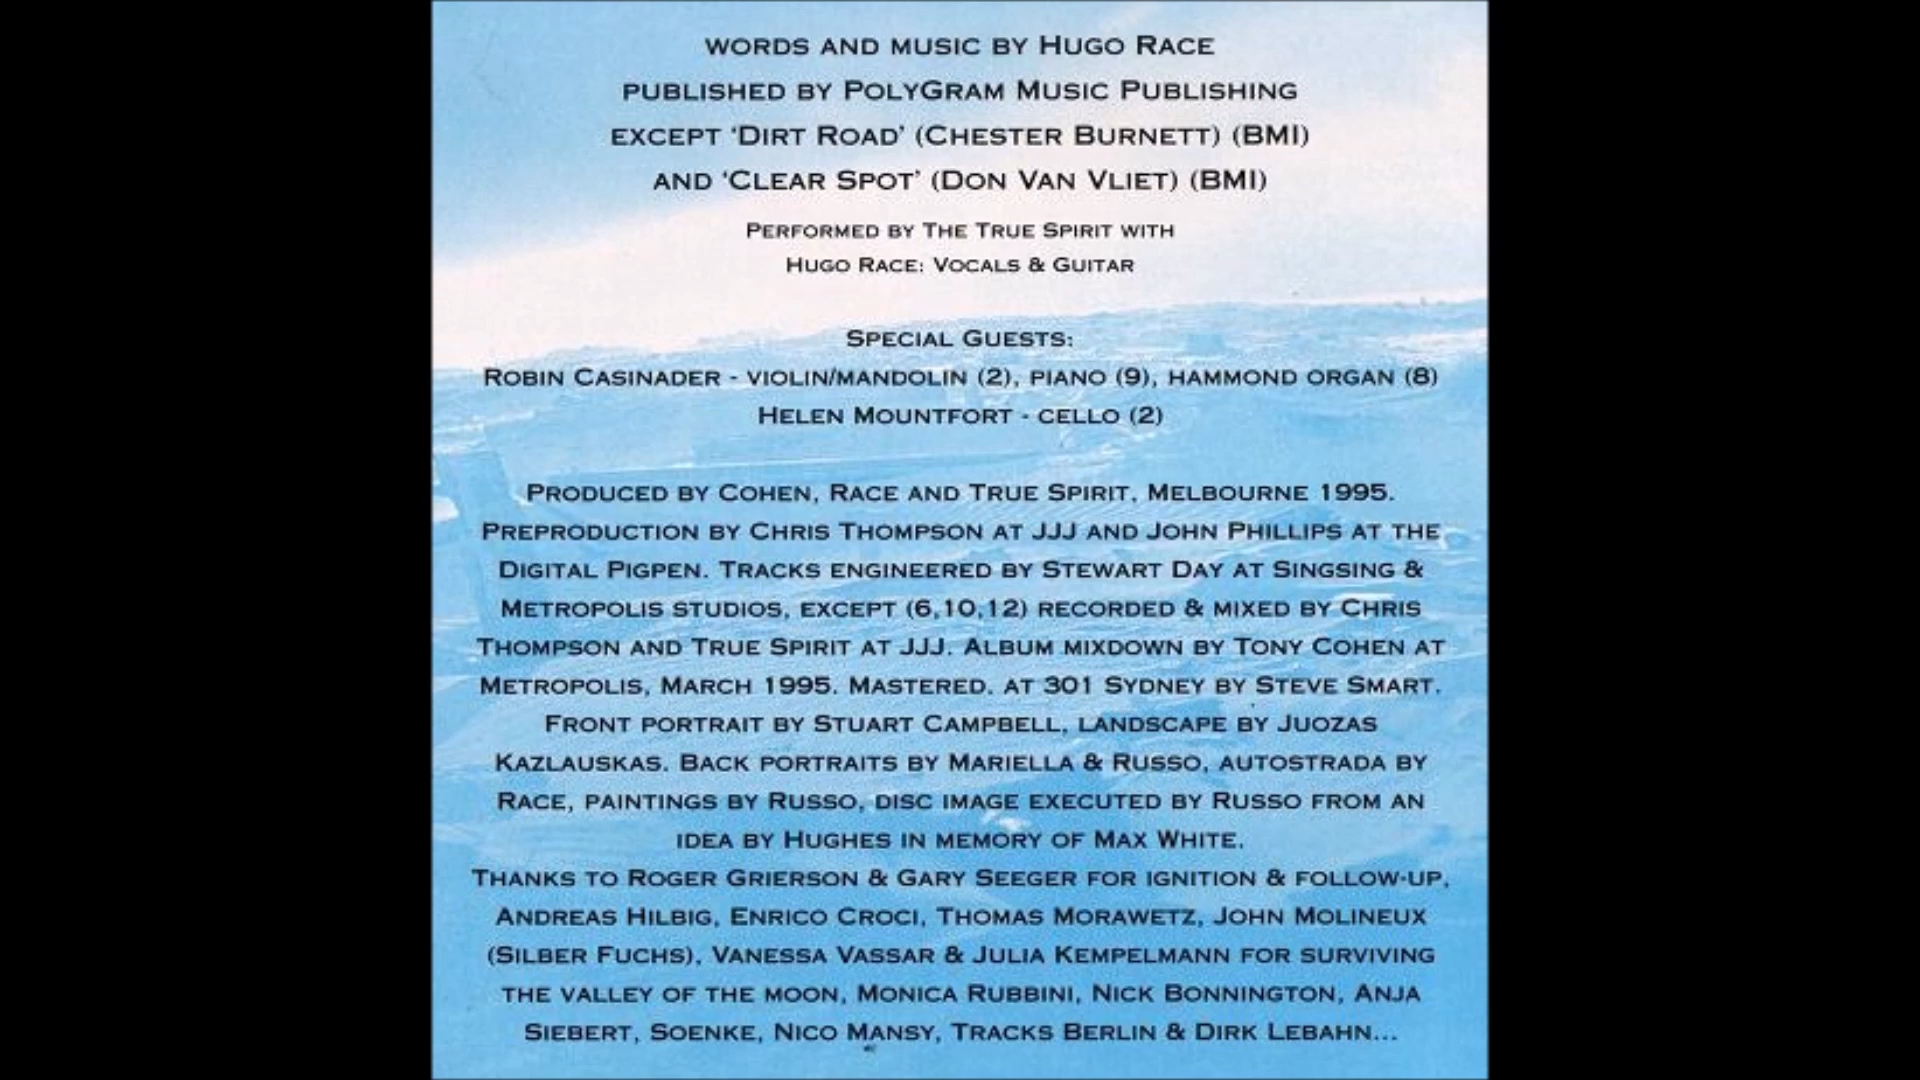 WORDS AND MUSIC BY HUGO RACE
PUBLISHED BY POLYGRAM MUSIC PUBLISHING
EXCEPT ‘DIRT ROAD’ (CHESTER BURNETT) (BMI)
AND ‘CLEAR SPOT’ (DON VAN VLIET) (BMI)
PERFORMED BY THE TRUE SPIRIT WITH
HUGO RACE: VOCALS & GUITAR
SPECIAL GUESTS:
ROBIN CASINADER - VIOLIN/MANDOLIN (2), PIANO (9), HAMMOND ORGAN (8)
HELEN MOUNTFORT - CELLO (2)
PRODUCED BY COHEN, RACE AND TRUE SPIRIT, MELBOURNE 1995.
PREPRODUCTION BY CHRIS THOMPSON AT JJJ AND JOHN PHILLIPS AT THE
DIGITAL PIGPEN. TRACKS ENGINEERED BY STEWART DAY AT SINGSING &
METROPOLIS STUDIOS, EXCEPT (6,10,12) RECORDED & MIXED BY CHRIS
THOMPSON AND TRUE SPIRIT AT JJJ. ALBUM MIXDOWN BY TONY COHEN AT
METROPOLIS, MARCH 1995. MASTERED. AT 301 SYDNEY BY STEVE SMART.
FRONT PORTRAIT BY STUART CAMPBELL, LANDSCAPE BY JUOZAS
KAZLAUSKAS. BACK PORTRAITS BY MARIELLA & RUSSO, AUTOSTRADA BY
RACE, PAINTINGS BY RUSSO, DISC IMAGE EXECUTED BY RUSSO FROM AN
IDEA BY HUGHES IN MEMORY OF MAX WHITE.
THANKS TO ROGER GRIERSON & GARY SEEGER FOR IGNITION & FOLLOW-UP,
ANDREAS HILBIG, ENRICO CROCI, THOMAS MORAWETZ, JOHN MOLINEUX
(SILBER FUCHS), VANESSA VASSAR & JULIA KEMPELMANN FOR SURVIVING
THE VALLEY OF THE MOON, MONICA RUBBINI, NICK BONNINGTON, ANJA
SIEBERT, SOENKE, NICO MANSY, TRACKS BERLIN & DIRK LEBAHN...